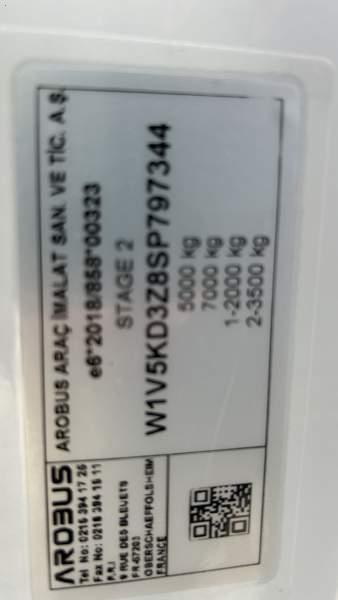 AROBUS ARAÇ İMALAT SAN. VE TİC. A.Ş.
e6*2018/858*00323
STAGE 2
W1V5KD3Z8SP797344
5000 kg
7000 kg
1-2000 kg
2-3500 kg
AROBUS
Tel No: 0216 394 17 26
Fax No: 0216 394 15 11
P.R.I
9 RUE DES BLEUETS
FR-67203
OBERSCHAEFFOLSHEIM
FRANCE